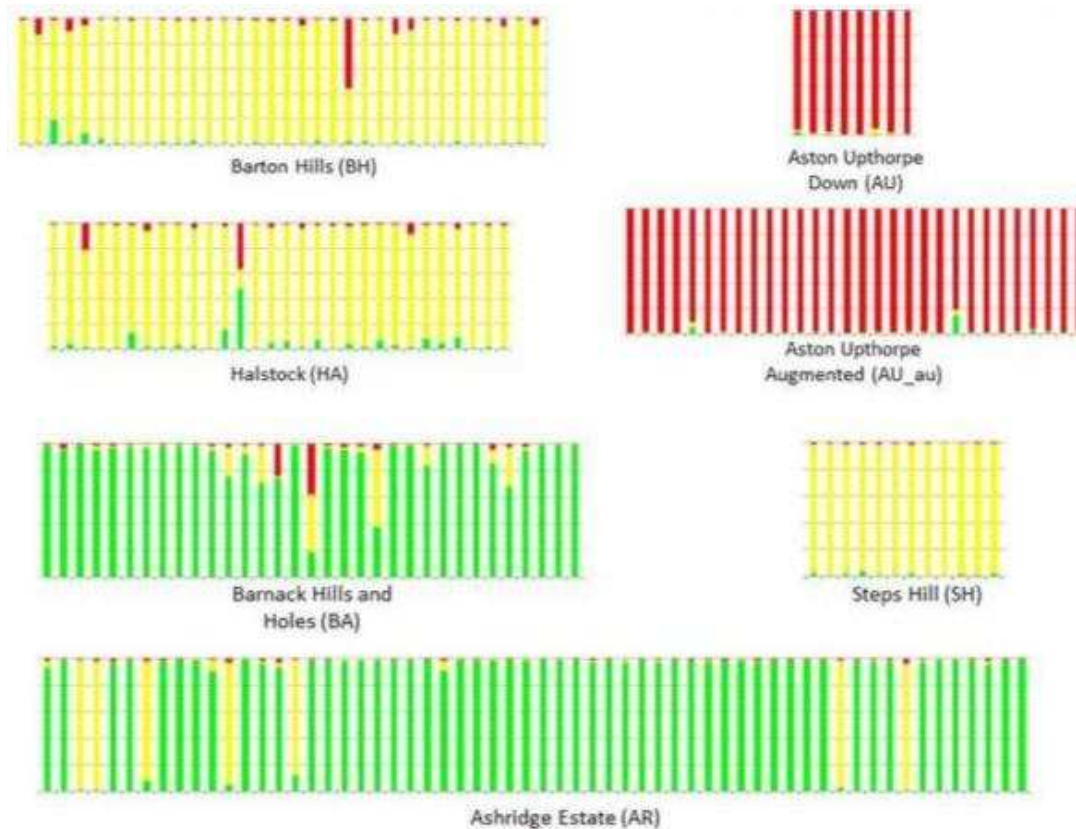 Barton Hills (BH)
Aston Upthorpe
Down (AU)
Halstock (HA)
Aston Upthorpe
Augmented (AU_au)
Barnack Hills and
Holes (BA)
Steps Hill (SH)
Ashridge Estate (AR)